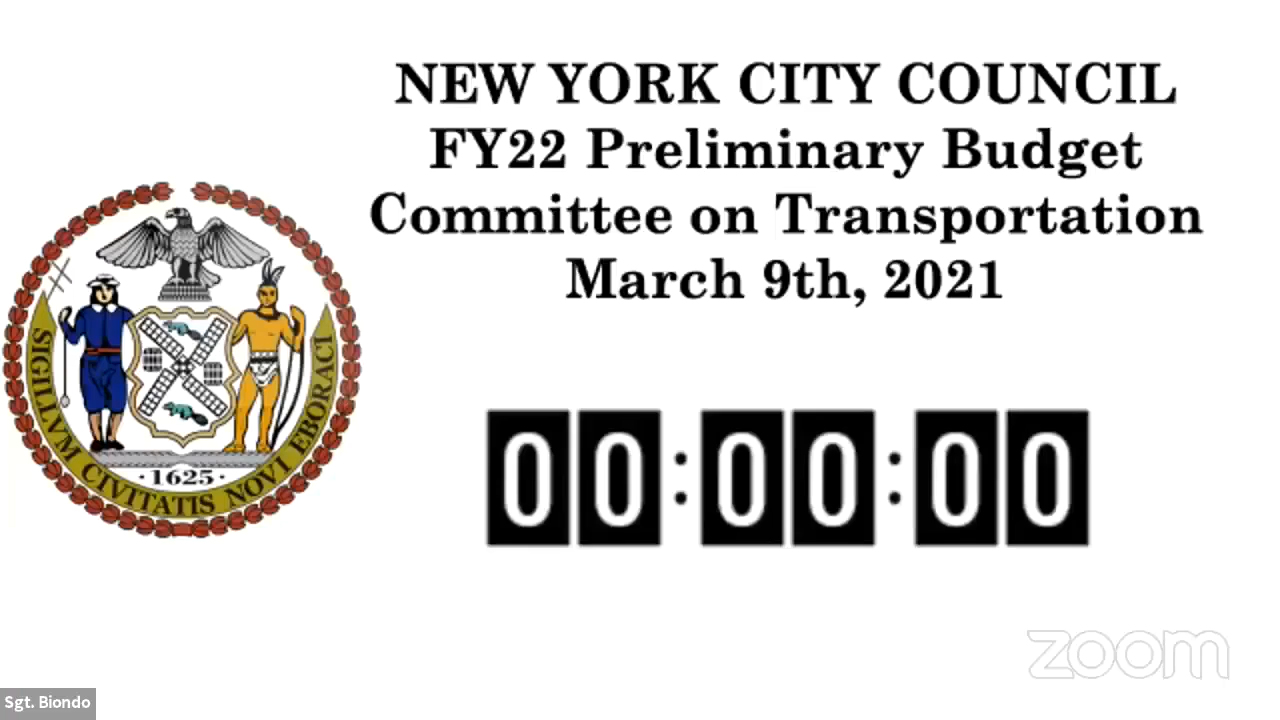 NEW YORK CITY COUNCIL
FY22 Preliminary Budget
Committee on Transportation
March 9th, 2021
SIGILLVM CIVITATIS NOVI EBORACI
·1625·
00:00:00
zoom
Sgt. Biondo